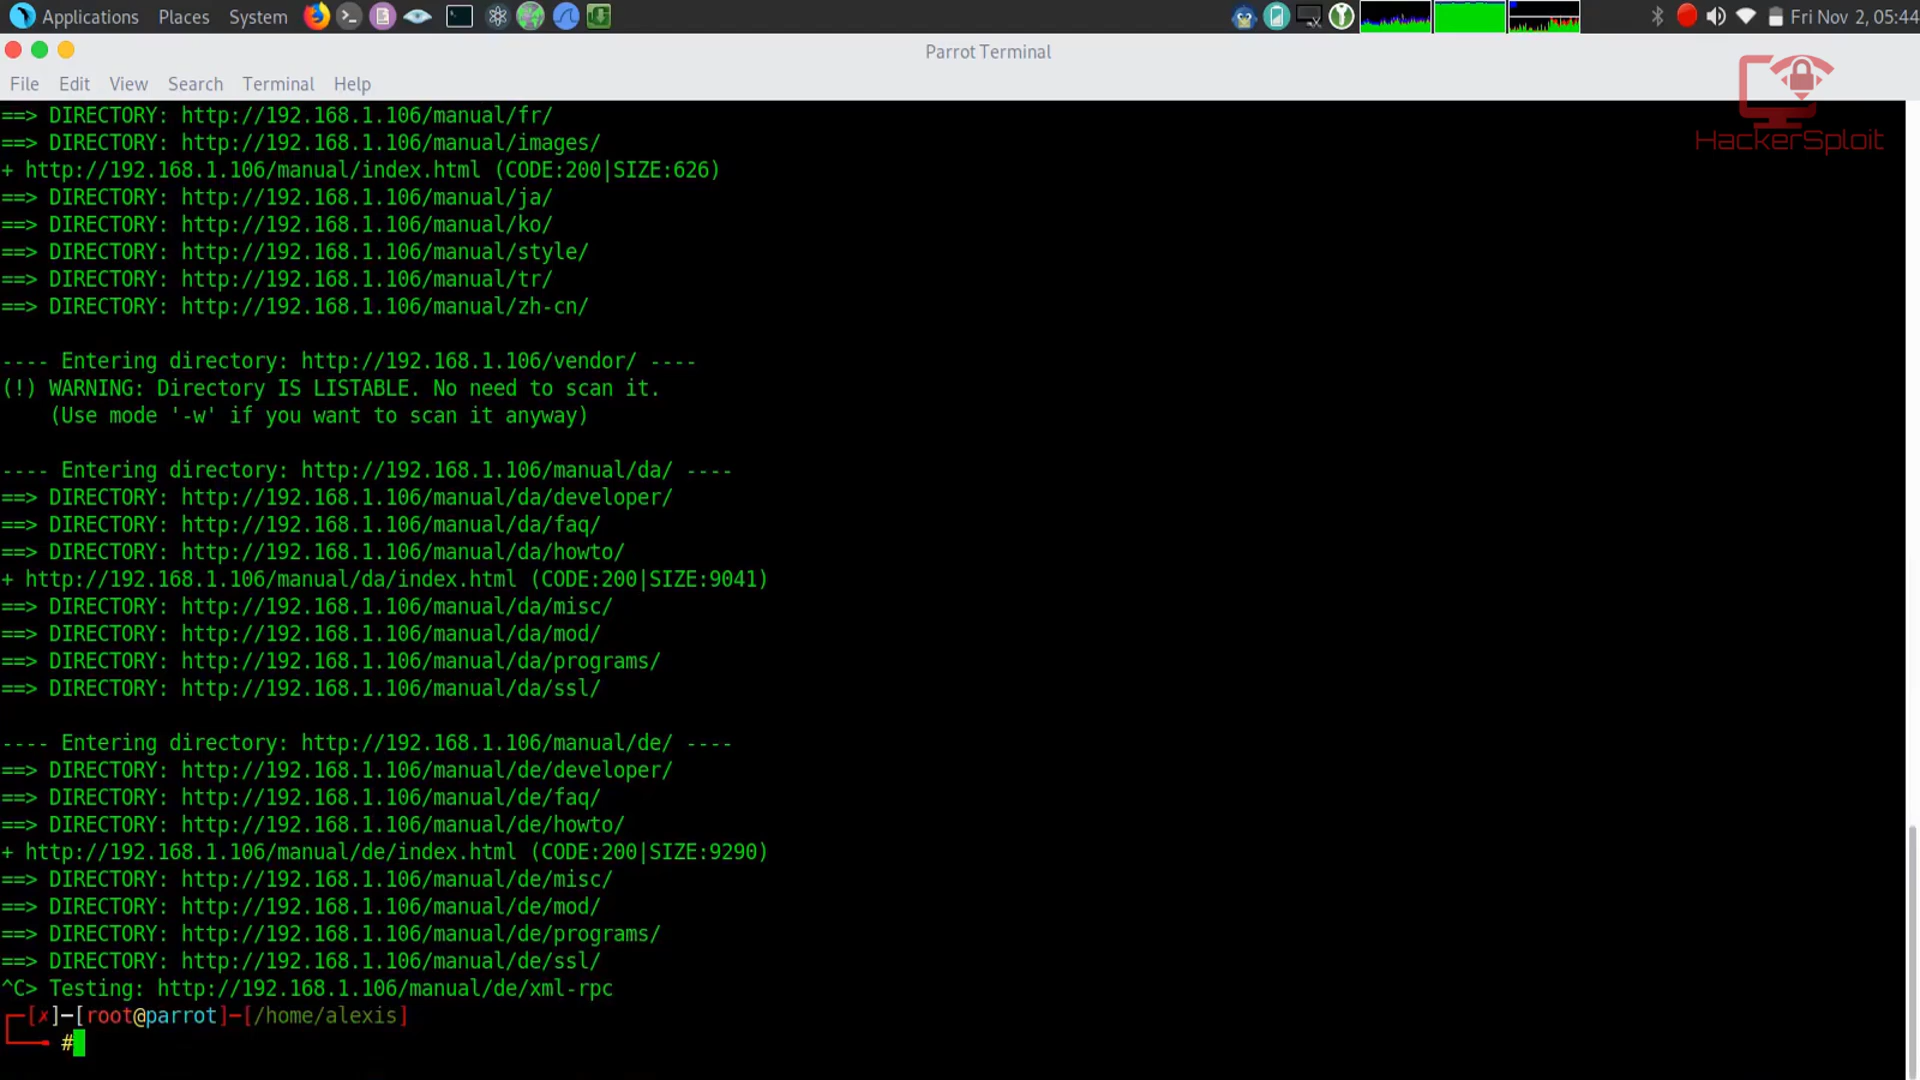 Applications Places System Fri Nov 2, 05:44
Parrot Terminal
File Edit View Search Terminal Help
HackerSploit
==> DIRECTORY: http://192.168.1.106/manual/fr/
==> DIRECTORY: http://192.168.1.106/manual/images/
+ http://192.168.1.106/manual/index.html (CODE:200|SIZE:626)
==> DIRECTORY: http://192.168.1.106/manual/ja/
==> DIRECTORY: http://192.168.1.106/manual/ko/
==> DIRECTORY: http://192.168.1.106/manual/style/
==> DIRECTORY: http://192.168.1.106/manual/tr/
==> DIRECTORY: http://192.168.1.106/manual/zh-cn/
---- Entering directory: http://192.168.1.106/vendor/ ----
(!) WARNING: Directory IS LISTABLE. No need to scan it.
(Use mode '-w' if you want to scan it anyway)
---- Entering directory: http://192.168.1.106/manual/da/ ----
==> DIRECTORY: http://192.168.1.106/manual/da/developer/
==> DIRECTORY: http://192.168.1.106/manual/da/faq/
==> DIRECTORY: http://192.168.1.106/manual/da/howto/
+ http://192.168.1.106/manual/da/index.html (CODE:200|SIZE:9041)
==> DIRECTORY: http://192.168.1.106/manual/da/misc/
==> DIRECTORY: http://192.168.1.106/manual/da/mod/
==> DIRECTORY: http://192.168.1.106/manual/da/programs/
==> DIRECTORY: http://192.168.1.106/manual/da/ssl/
---- Entering directory: http://192.168.1.106/manual/de/ ----
==> DIRECTORY: http://192.168.1.106/manual/de/developer/
==> DIRECTORY: http://192.168.1.106/manual/de/faq/
==> DIRECTORY: http://192.168.1.106/manual/de/howto/
+ http://192.168.1.106/manual/de/index.html (CODE:200|SIZE:9290)
==> DIRECTORY: http://192.168.1.106/manual/de/misc/
==> DIRECTORY: http://192.168.1.106/manual/de/mod/
==> DIRECTORY: http://192.168.1.106/manual/de/programs/
==> DIRECTORY: http://192.168.1.106/manual/de/ssl/
^C> Testing: http://192.168.1.106/manual/de/xml-rpc
┌─[✗]─[root@parrot]─[/home/alexis]
└──╼ #